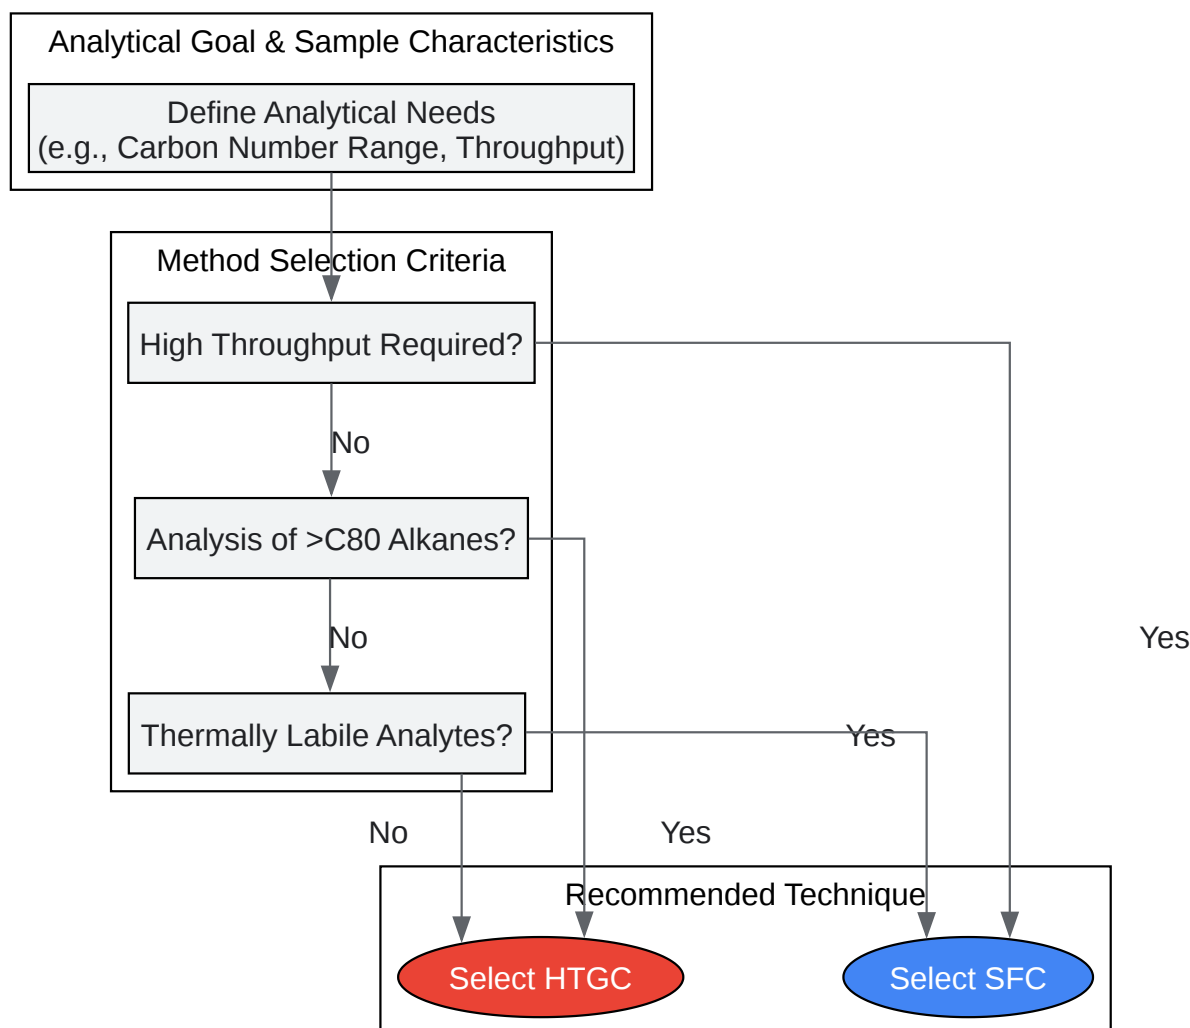 Analytical Goal & Sample Characteristics
Define Analytical Needs
(e.g., Carbon Number Range, Throughput)
Method Selection Criteria
High Throughput Required?
No
Analysis of >C80 Alkanes?
No
Yes
Thermally Labile Analytes?
Yes
No
Yes
Recommended Technique
Select HTGC
Select SFC